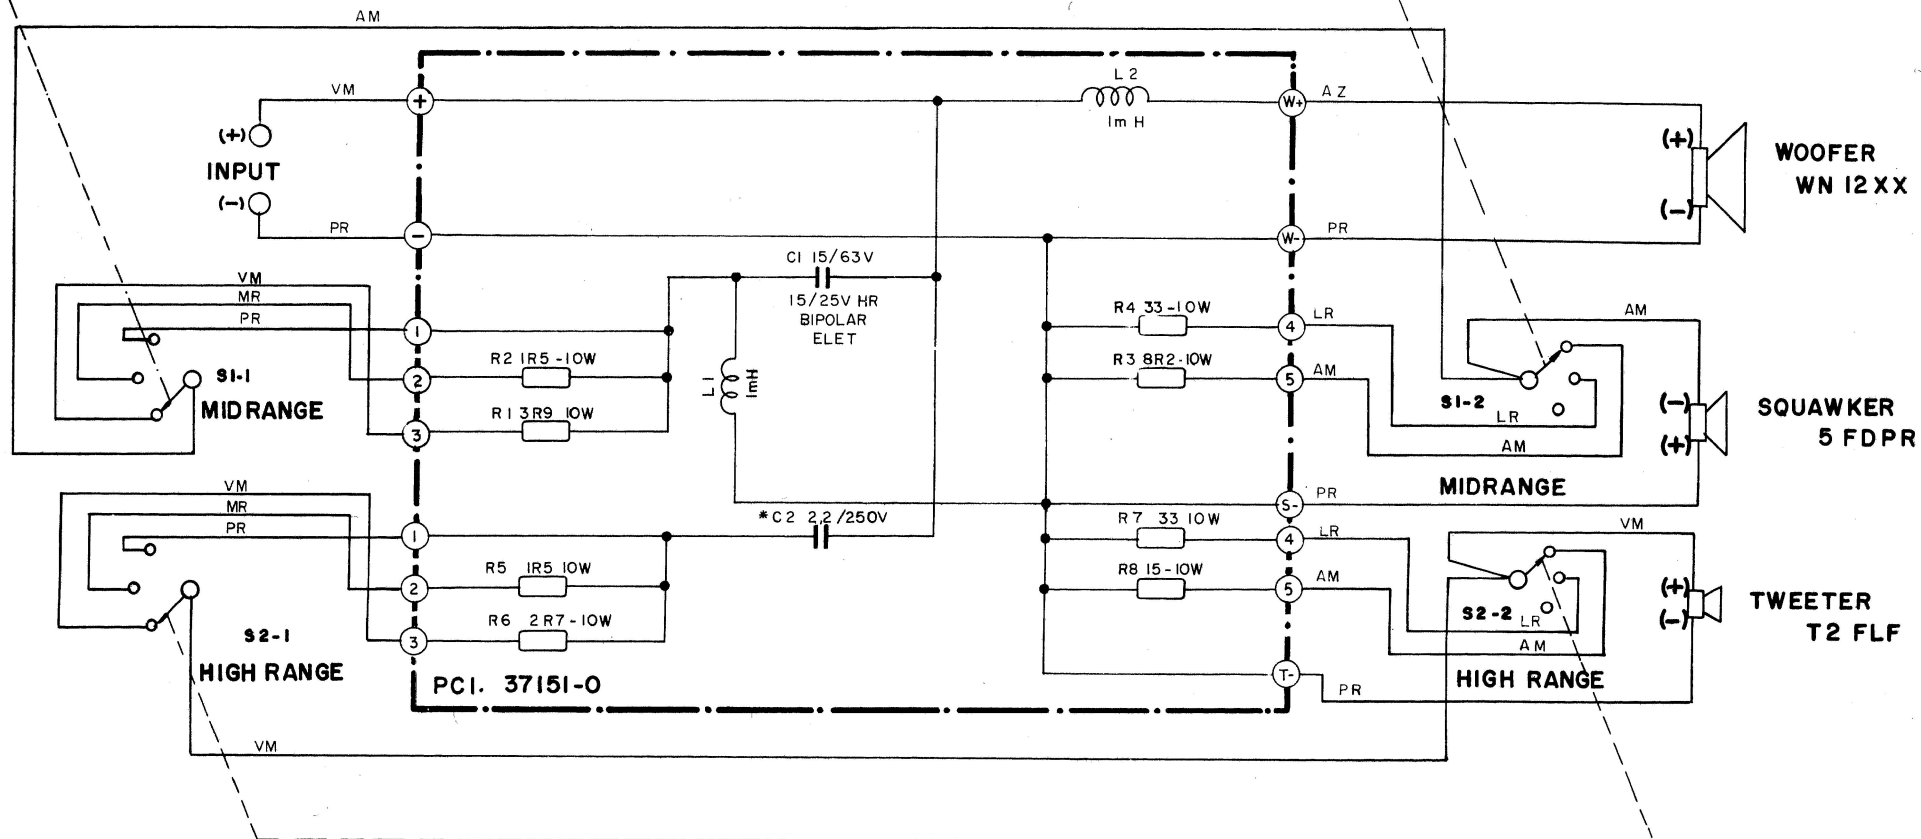 AM
VM
(+)
INPUT
(-)
PR
+
-
L2
1mH
W+
AZ
W-
PR
(+)
(-)
WOOFER
WN 12XX
VM
MR
PR
S1-1
MIDRANGE
1
2
3
R2 1R5-10W
R1 3R9 10W
C1 15/63V
15/25V HR
BIPOLAR
ELET
L1
1mH
R4 33-10W
R3 8R2-10W
4
LR
5
AM
AM
S1-2
LR
AM
MIDRANGE
(-)
(+)
SQUAWKER
5 FDPR
S-
PR
VM
MR
PR
S2-1
HIGH RANGE
1
2
3
R5 1R5 10W
R6 2R7-10W
*C2 2,2/250V
R7 33 10W
R8 15-10W
4
LR
5
AM
VM
S2-2
LR
AM
HIGH RANGE
(+)
(-)
TWEETER
T2 FLF
T-
PR
PCI. 37151-0
VM